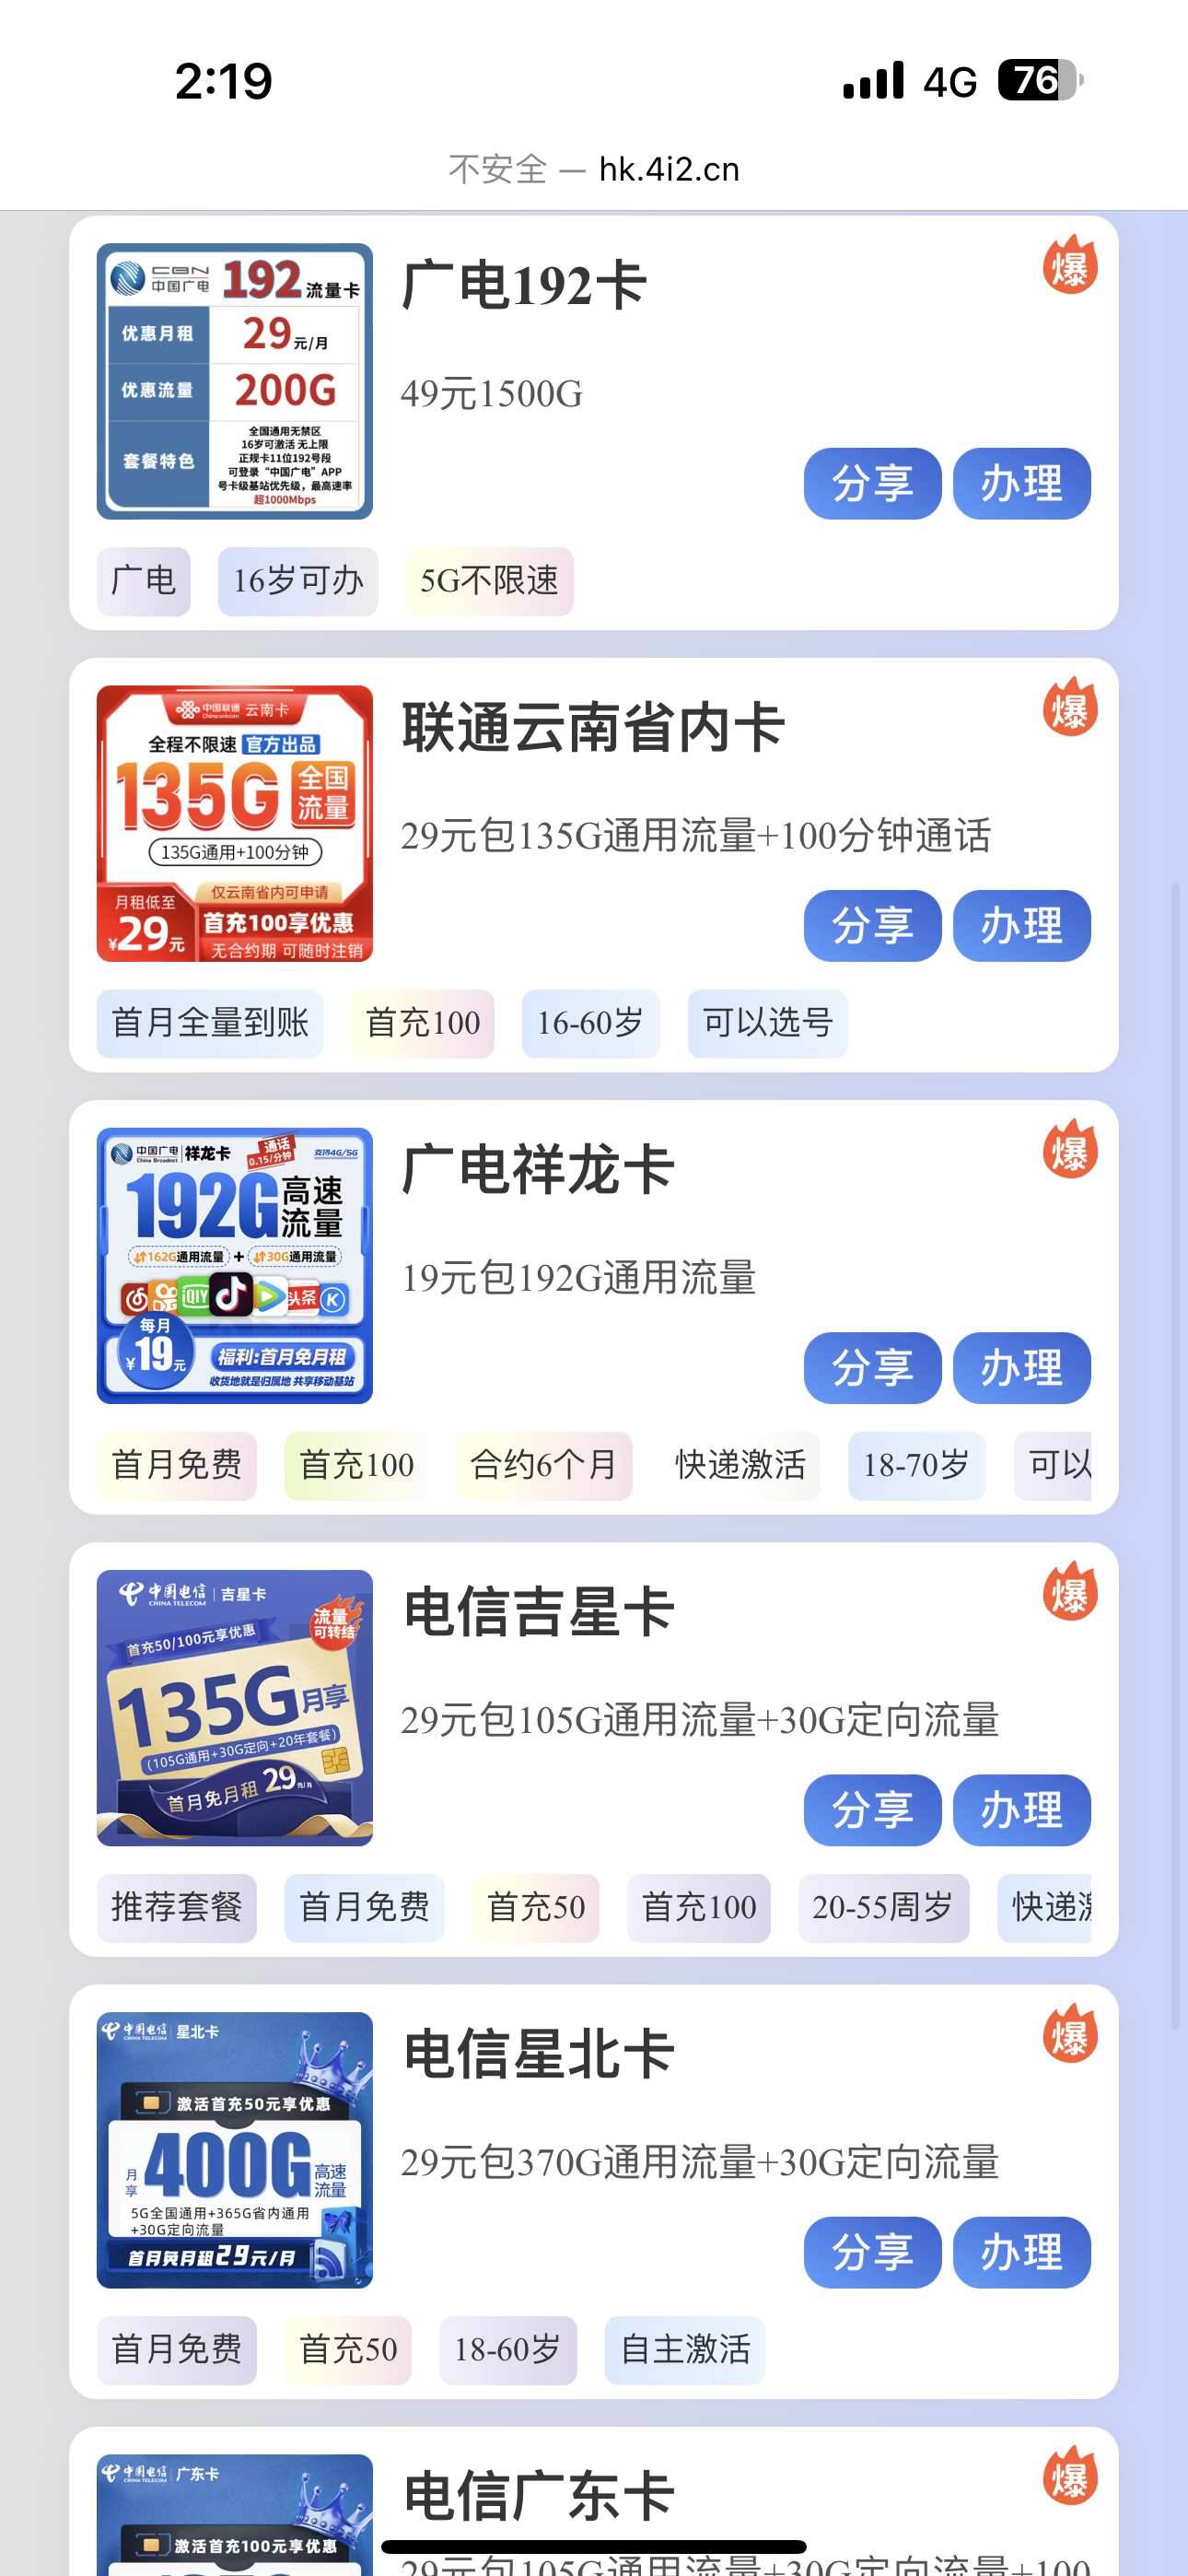 2:19
4G
76
不安全 — hk.4i2.cn
CBN
中国广电
192流量卡
优惠月租
29元/月
优惠流量
200G
套餐特色
全国通用无禁区
16岁可激活 无上限
正规卡11位192号段
可登录“中国广电”APP
号卡级基站优先级，最高速率
超1000Mbps
广电192卡
爆
49元1500G
分享
办理
广电
16岁可办
5G不限速
中国联通
China unicom
云南卡
全程不限速 官方出品
135G
全国
流量
135G通用+100分钟
仅云南省内可申请
月租低至
¥29元
首充100享优惠
无合约期 可随时注销
联通云南省内卡
爆
29元包135G通用流量+100分钟通话
分享
办理
首月全量到账
首充100
16-60岁
可以选号
中国广电
China Broadnet
祥龙卡
通话
0.15/分钟
支持4G/5G
192G
高速
流量
162G通用流量 + 30G通用流量
iQIY
头条
K
每月
¥19元
福利:首月免月租
收货地就是归属地 共享移动基站
广电祥龙卡
爆
19元包192G通用流量
分享
办理
首月免费
首充100
合约6个月
快递激活
18-70岁
可以
中国电信
CHINA TELECOM
吉星卡
流量
可转结
首充50/100元享优惠
135G月享
(105G通用+30G定向+20年套餐)
首月免月租 29元/月
电信吉星卡
爆
29元包105G通用流量+30G定向流量
分享
办理
推荐套餐
首月免费
首充50
首充100
20-55周岁
快递激
中国电信
CHINA TELECOM
星北卡
激活首充50元享优惠
月享
400G
高速
流量
5G全国通用+365G省内通用
+30G定向流量
首月免月租29元/月
电信星北卡
爆
29元包370G通用流量+30G定向流量
分享
办理
首月免费
首充50
18-60岁
自主激活
中国电信
CHINA TELECOM
广东卡
激活首充100元享优惠
电信广东卡
爆
29元包105G通用流量+30G定向流量+100